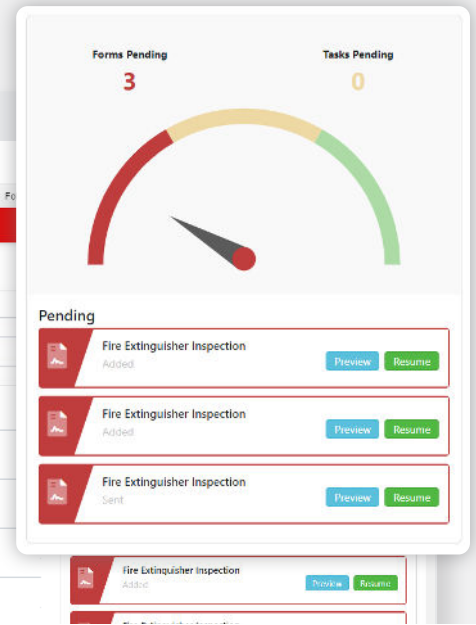 Forms Pending Tasks Pending
3 0
Fo
Pending
Fire Extinguisher Inspection
Added
Preview Resume
Fire Extinguisher Inspection
Added
Preview Resume
Fire Extinguisher Inspection
Sent
Preview Resume
Fire Extinguisher Inspection
Added
Preview Resume